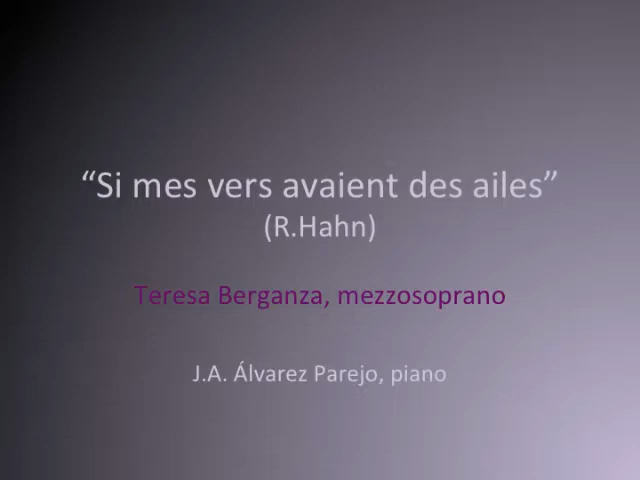 “Si mes vers avaient des ailes”
(R.Hahn)
Teresa Berganza, mezzosoprano
J.A. Álvarez Parejo, piano